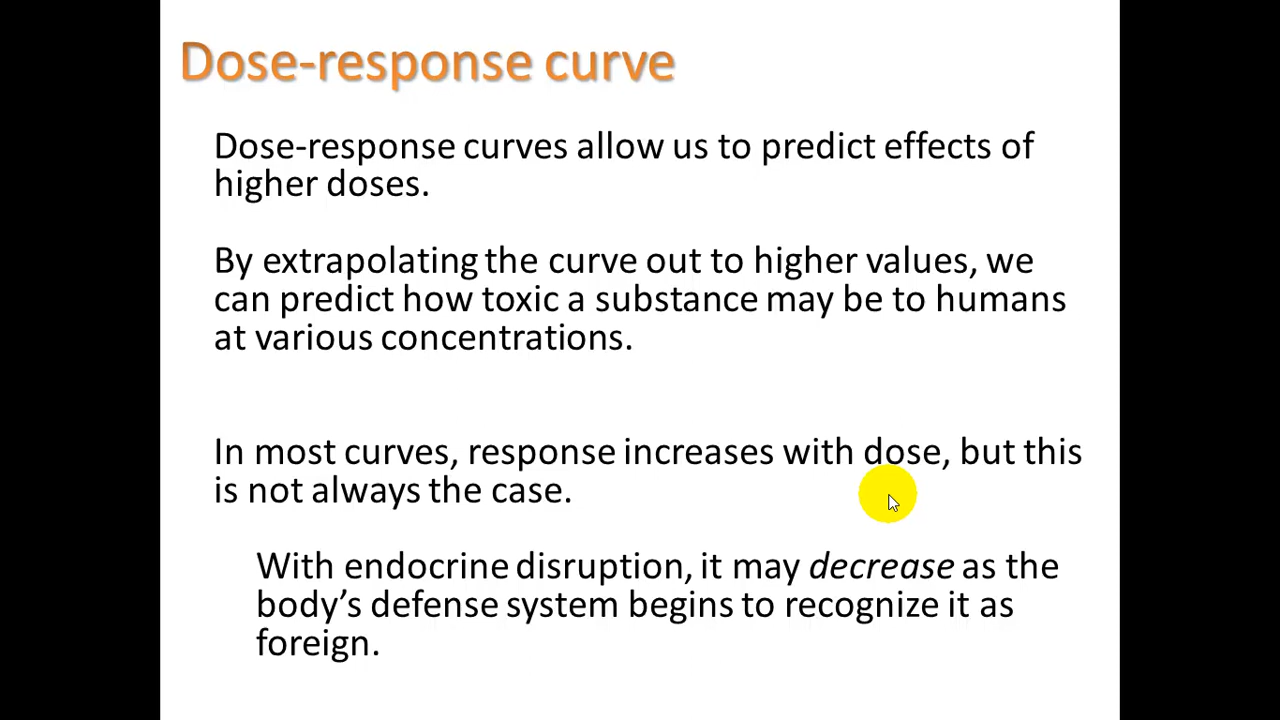 Dose-response curve
Dose-response curves allow us to predict effects of
higher doses.
By extrapolating the curve out to higher values, we
can predict how toxic a substance may be to humans
at various concentrations.
In most curves, response increases with dose, but this
is not always the case.
With endocrine disruption, it may decrease as the
body’s defense system begins to recognize it as
foreign.